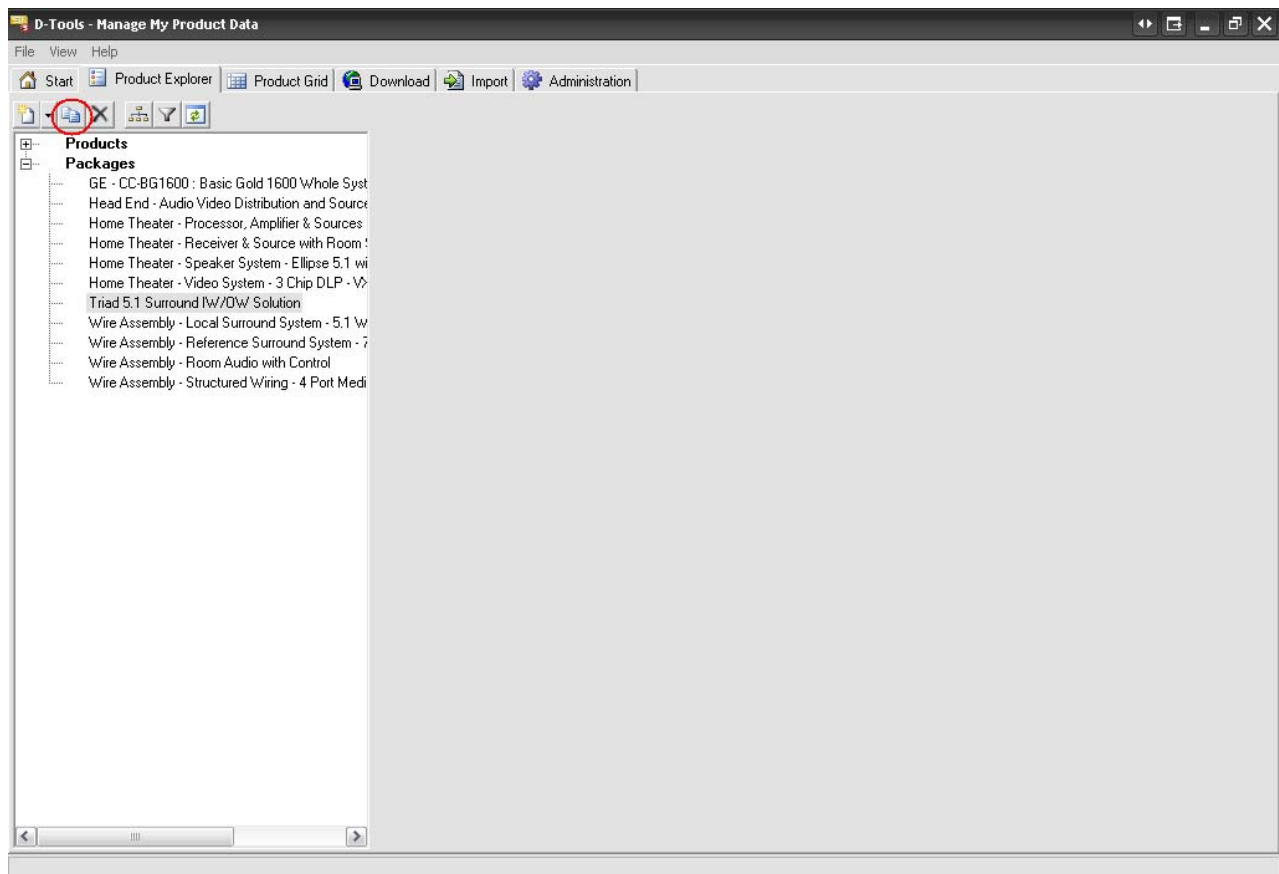 D-Tools - Manage My Product Data
File View Help
Start Product Explorer Product Grid Download Import Administration
Products
Packages
GE - CC-BG1600 : Basic Gold 1600 Whole Syst
Head End - Audio Video Distribution and Source
Home Theater - Processor, Amplifier & Sources
Home Theater - Receiver & Source with Room
Home Theater - Speaker System - Ellipse 5.1 wi
Home Theater - Video System - 3 Chip DLP -
Triad 5.1 Surround IW/OW Solution
Wire Assembly - Local Surround System - 5.1 W
Wire Assembly - Reference Surround System - 7
Wire Assembly - Room Audio with Control
Wire Assembly - Structured Wiring - 4 Port Medi